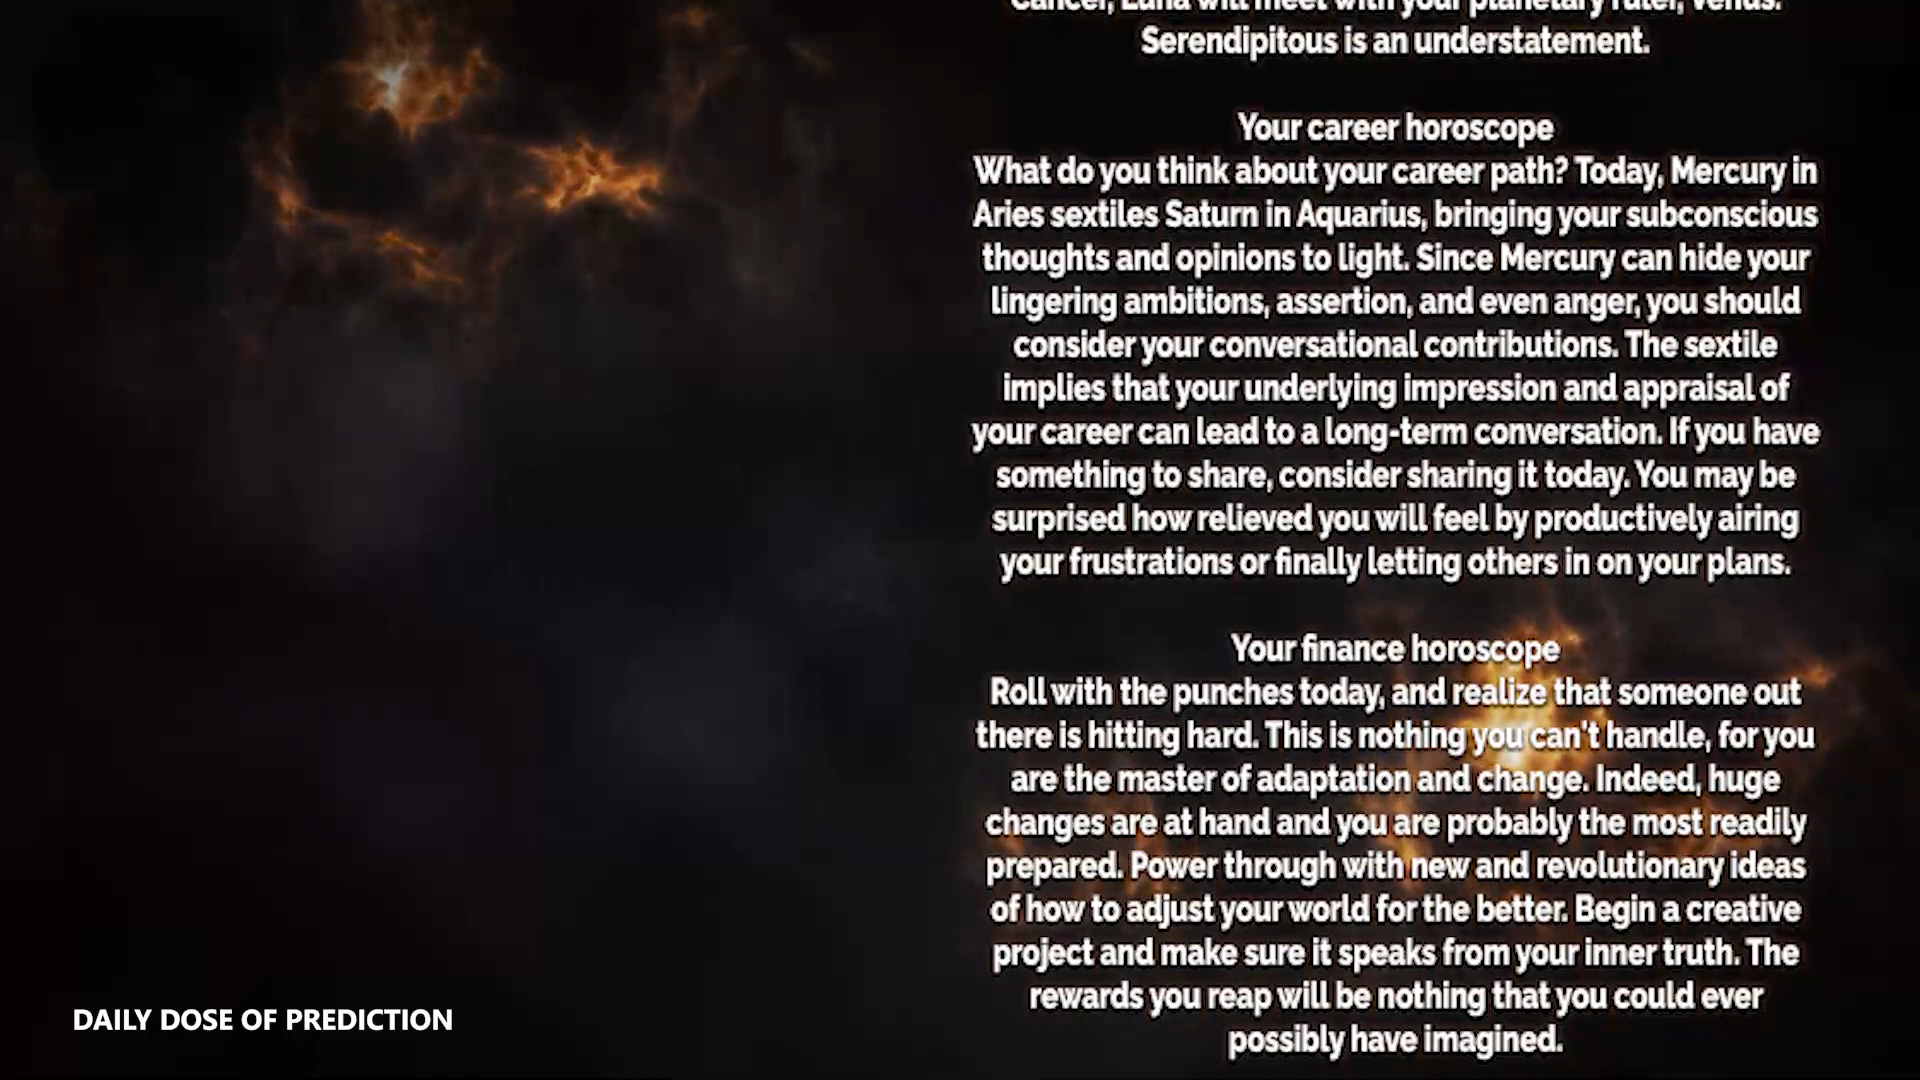 Cancer, Luna will meet with your planetary ruler, Venus.
Serendipitous is an understatement.
Your career horoscope
What do you think about your career path? Today, Mercury in
Aries sextiles Saturn in Aquarius, bringing your subconscious
thoughts and opinions to light. Since Mercury can hide your
lingering ambitions, assertion, and even anger, you should
consider your conversational contributions. The sextile
implies that your underlying impression and appraisal of
your career can lead to a long-term conversation. If you have
something to share, consider sharing it today. You may be
surprised how relieved you will feel by productively airing
your frustrations or finally letting others in on your plans.
Your finance horoscope
Roll with the punches today, and realize that someone out
there is hitting hard. This is nothing you can't handle, for you
are the master of adaptation and change. Indeed, huge
changes are at hand and you are probably the most readily
prepared. Power through with new and revolutionary ideas
of how to adjust your world for the better. Begin a creative
project and make sure it speaks from your inner truth. The
rewards you reap will be nothing that you could ever
possibly have imagined.
DAILY DOSE OF PREDICTION